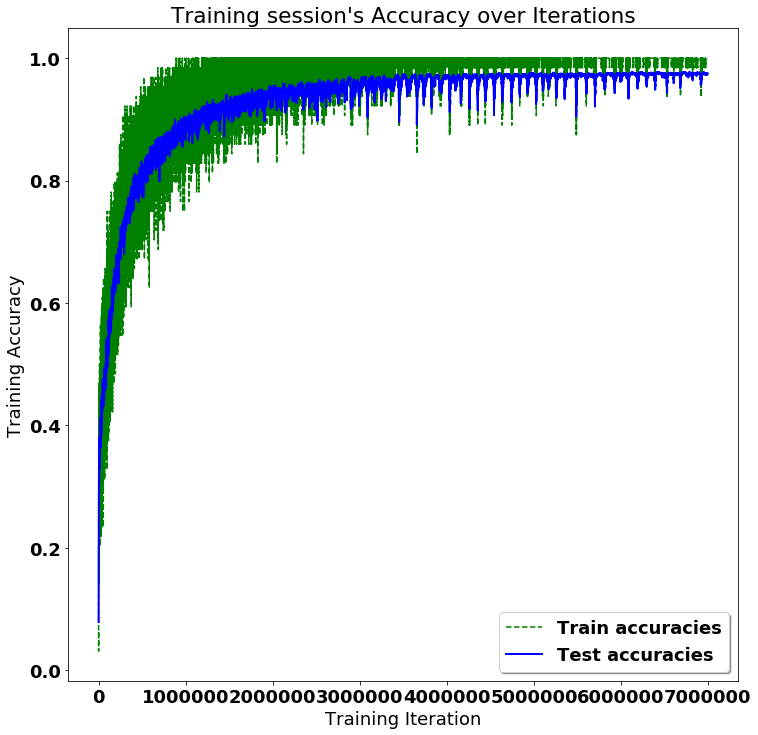 Training session's Accuracy over Iterations
1.0
0.8
0.6
0.4
0.2
0.0
Training Accuracy
Train accuracies
Test accuracies
0 1000000 2000000 3000000 4000000 5000000 6000000 7000000
Training Iteration